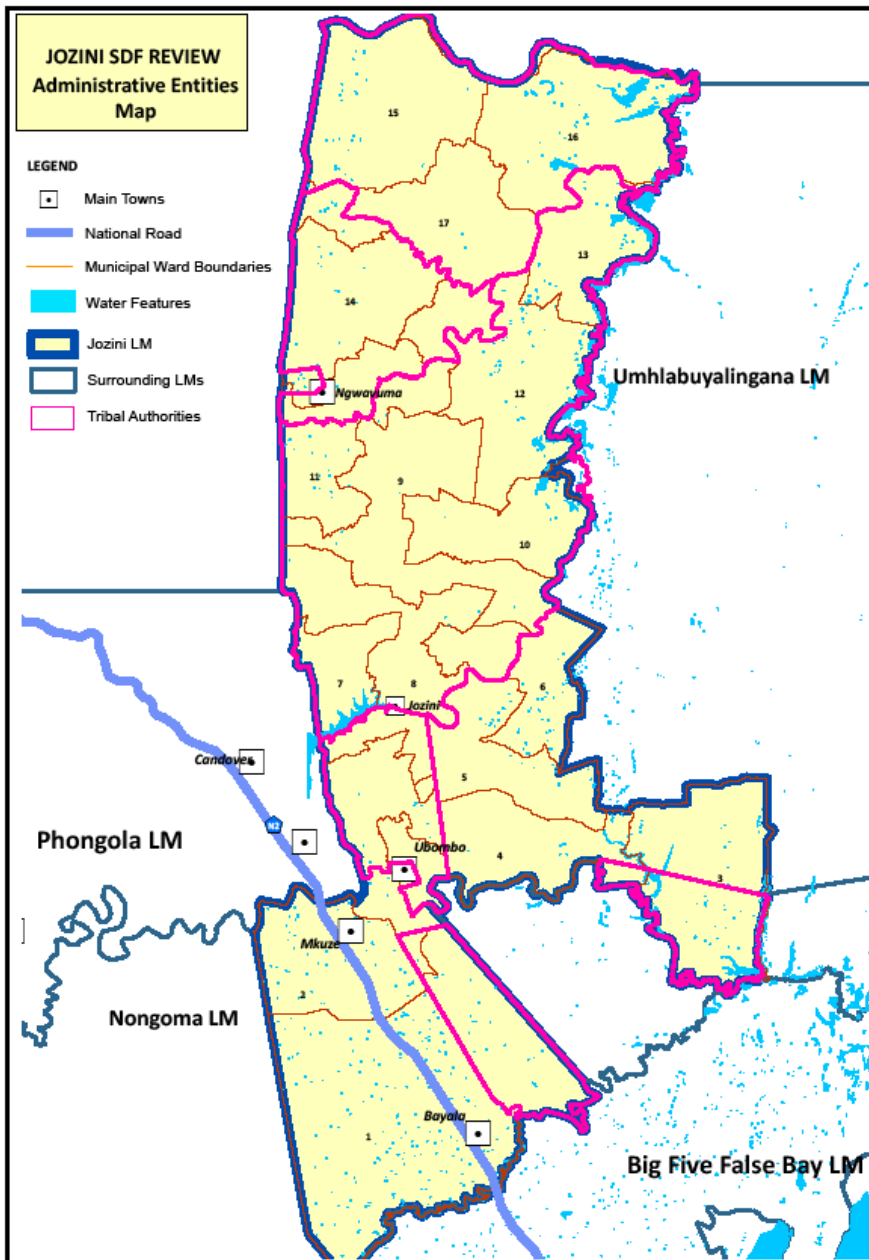 JOZINI SDF REVIEW
Administrative Entities
Map
LEGEND
Main Towns
National Road
Municipal Ward Boundaries
Water Features
Jozini LM
Surrounding LMs
Tribal Authorities
15
16
17
13
14
Ngwavuma
12
Umhlabuyalingana LM
11
9
10
7
8
6
Jozini
Candover
5
N2
Phongola LM
Ubombo
4
3
Mkuze
2
Nongoma LM
Bayala
1
Big Five False Bay LM